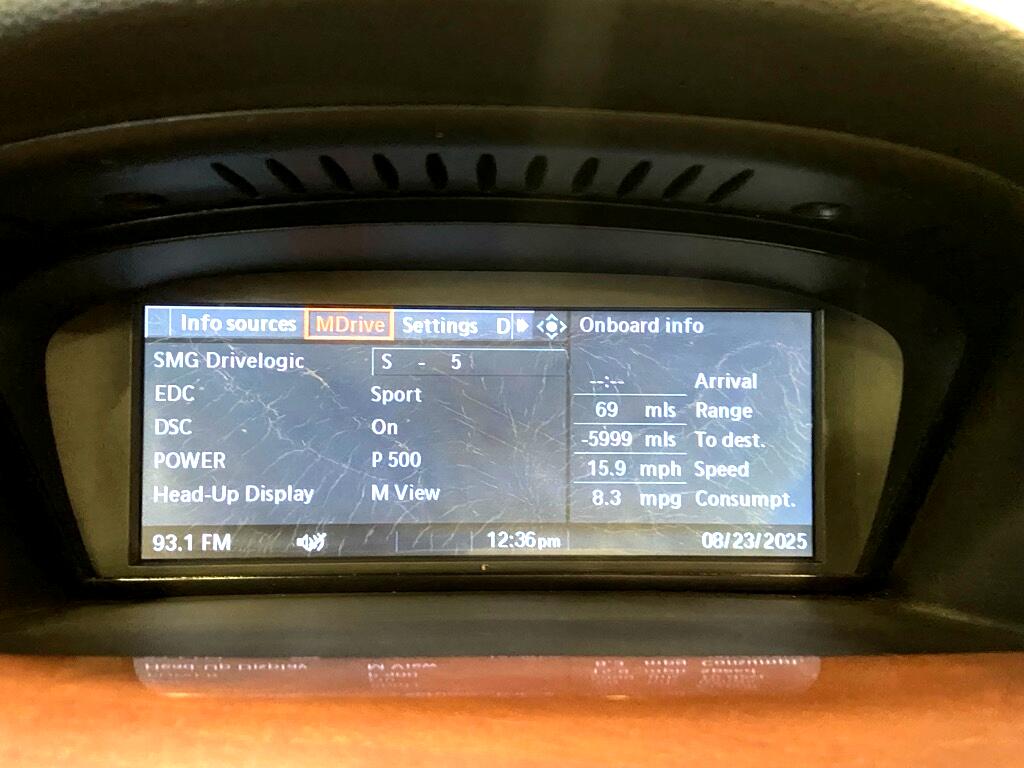 Info sources MDrive Settings D
SMG Drivelogic S - 5
EDC Sport
DSC On
POWER P 500
Head-Up Display M View
Onboard info
--:-- Arrival
69 mls Range
-5999 mls To dest.
15.9 mph Speed
8.3 mpg Consumpt.
93.1 FM 12:36pm 08/23/2025